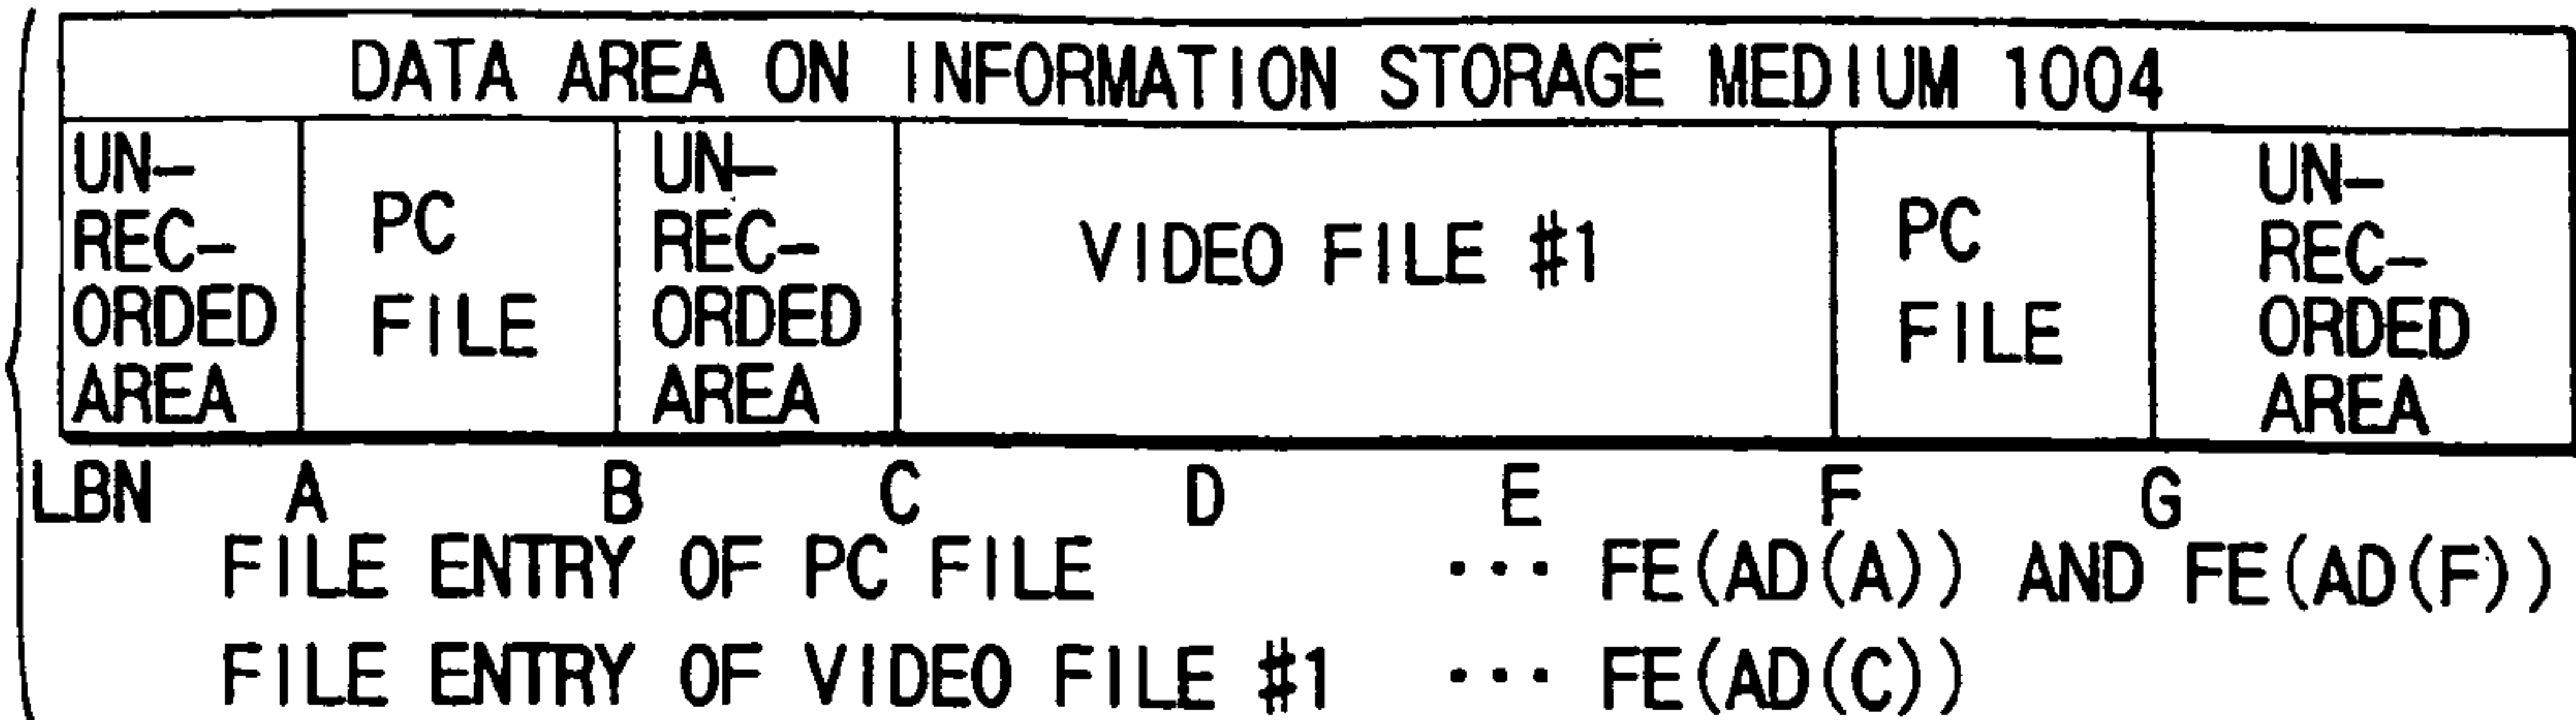 DATA AREA ON INFORMATION STORAGE MEDIUM 1004
UN-
REC-
ORDED
AREA
PC
FILE
UN-
REC-
ORDED
AREA
VIDEO FILE #1
PC
FILE
UN-
REC-
ORDED
AREA
LBN A B C D E F G
FILE ENTRY OF PC FILE ··· FE(AD(A)) AND FE(AD(F))
FILE ENTRY OF VIDEO FILE #1 ··· FE(AD(C))